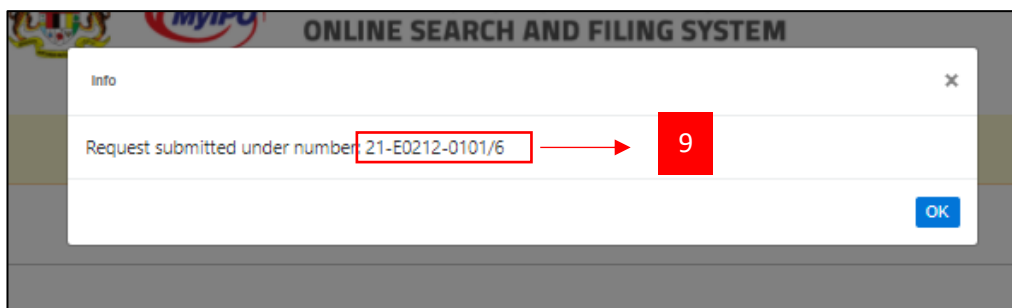 MyIPO
ONLINE SEARCH AND FILING SYSTEM
Info
×
Request submitted under number: 21-E0212-0101/6
9
OK